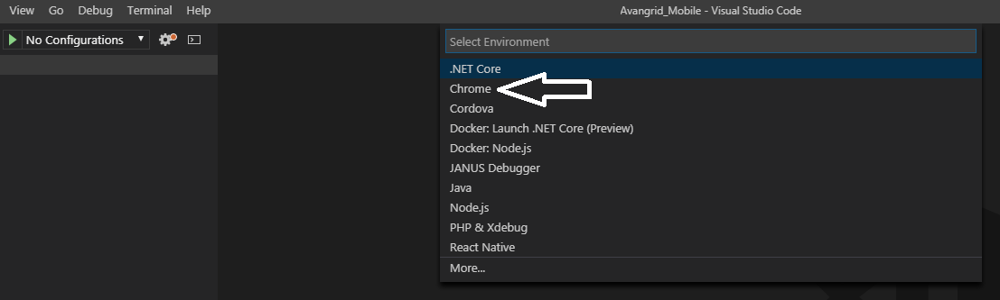 View Go Debug Terminal Help Avangrid_Mobile - Visual Studio Code
No Configurations
Select Environment
.NET Core
Chrome
Cordova
Docker: Launch .NET Core (Preview)
Docker: Node.js
JANUS Debugger
Java
Node.js
PHP & Xdebug
React Native
More...